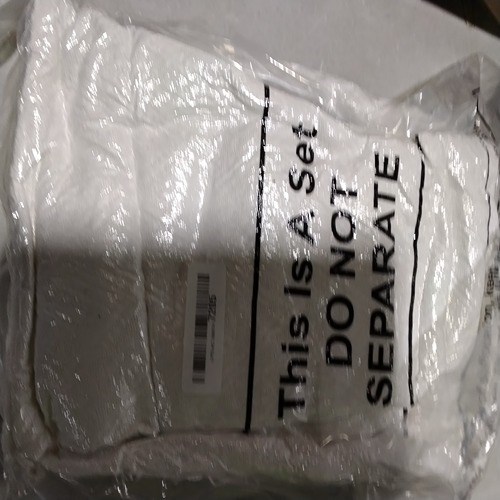 This Is A Set
DO NOT
SEPARATE